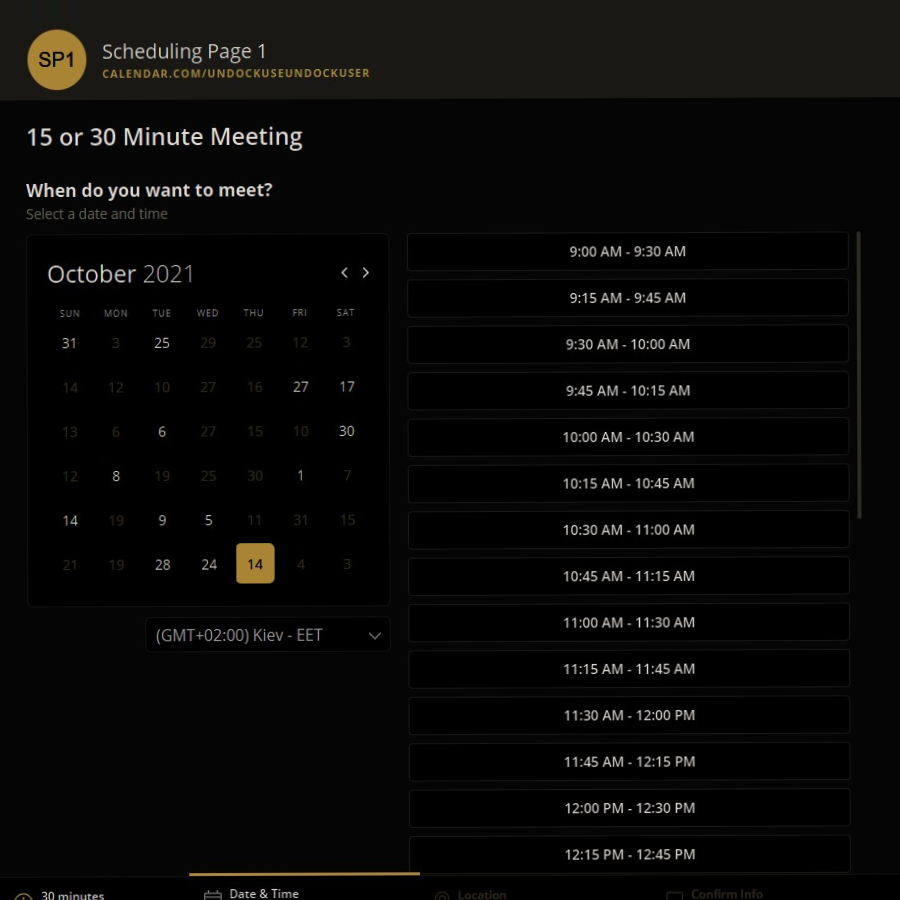 SP1
Scheduling Page 1
CALENDAR.COM/UNDOCKUSEUNDOCKUSER
15 or 30 Minute Meeting
When do you want to meet?
Select a date and time
October 2021
SUN MON TUE WED THU FRI SAT
31 3 25 29 25 12 3
14 12 10 27 16 27 17
13 6 6 27 15 10 30
12 8 19 25 30 1 7
14 19 9 5 11 31 15
21 19 28 24 14 4 3
(GMT+02:00) Kiev - EET
9:00 AM - 9:30 AM
9:15 AM - 9:45 AM
9:30 AM - 10:00 AM
9:45 AM - 10:15 AM
10:00 AM - 10:30 AM
10:15 AM - 10:45 AM
10:30 AM - 11:00 AM
10:45 AM - 11:15 AM
11:00 AM - 11:30 AM
11:15 AM - 11:45 AM
11:30 AM - 12:00 PM
11:45 AM - 12:15 PM
12:00 PM - 12:30 PM
12:15 PM - 12:45 PM
30 minutes
Date & Time
Location
Confirm Info